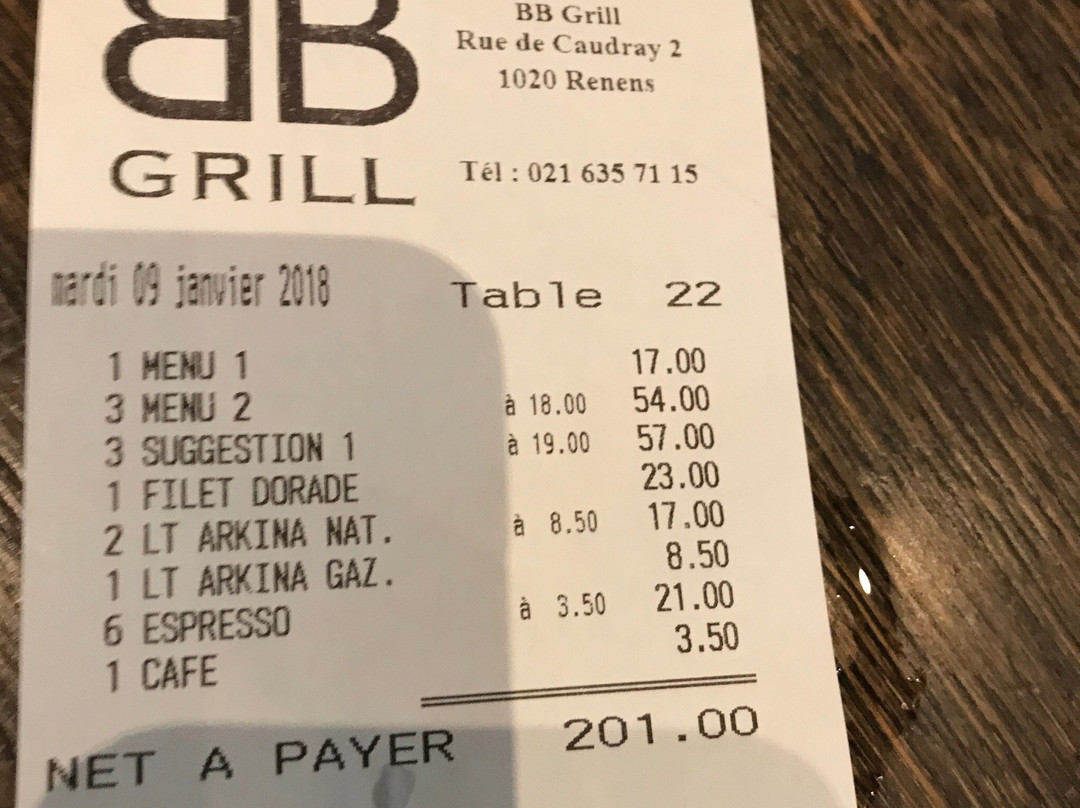 BB
GRILL
BB Grill
Rue de Caudray 2
1020 Renens
Tél : 021 635 71 15
mardi 09 janvier 2018 Table 22
1 MENU 1 17.00
3 MENU 2 à 18.00 54.00
3 SUGGESTION 1 à 19.00 57.00
1 FILET DORADE 23.00
2 LT ARKINA NAT. à 8.50 17.00
1 LT ARKINA GAZ. 8.50
6 ESPRESSO à 3.50 21.00
1 CAFE 3.50
NET A PAYER 201.00